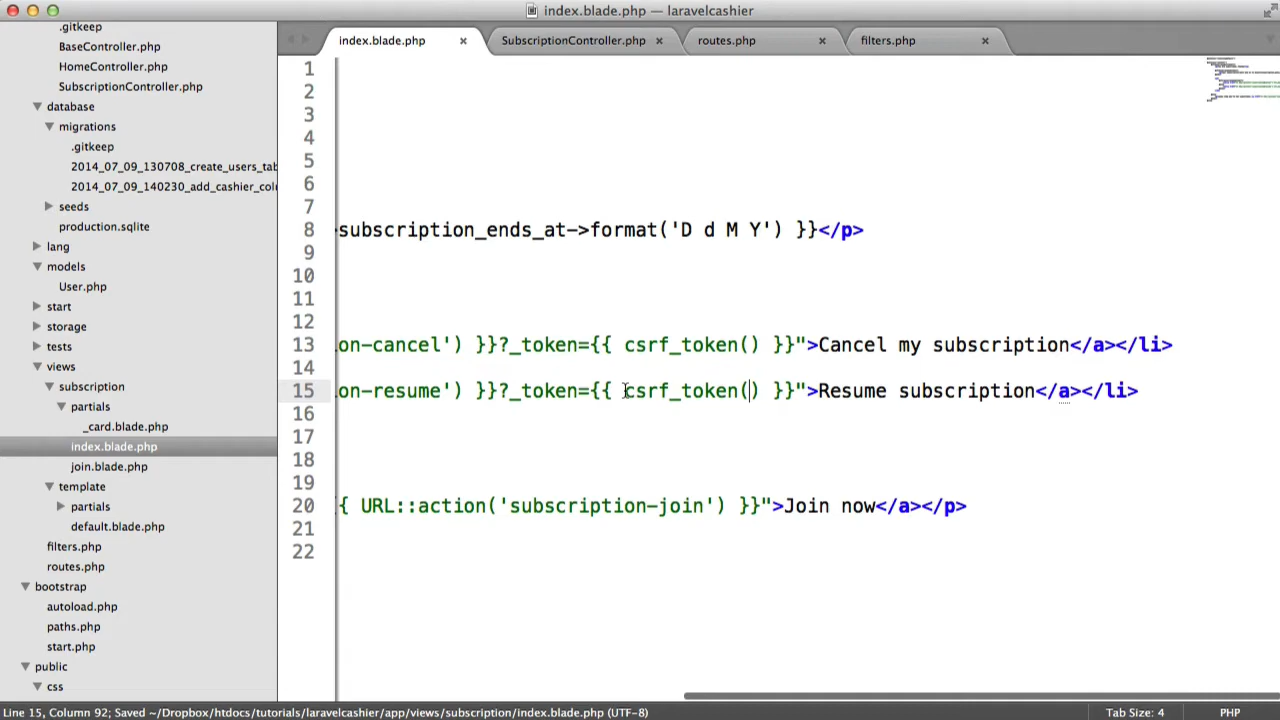 index.blade.php — laravelcashier
index.blade.php × SubscriptionController.php × routes.php × filters.php ×
.gitkeep
BaseController.php
HomeController.php
SubscriptionController.php
database
migrations
.gitkeep
2014_07_09_130708_create_users_tab
2014_07_09_140230_add_cashier_colu
seeds
production.sqlite
lang
models
User.php
start
storage
tests
views
subscription
partials
_card.blade.php
index.blade.php
join.blade.php
template
partials
default.blade.php
filters.php
routes.php
bootstrap
autoload.php
paths.php
start.php
public
css
1
2
3
4
5
6
7
8 >subscription_ends_at->format('D d M Y') }}</p>
9
10
11
12
13 on-cancel') }}?_token={{ csrf_token() }}">Cancel my subscription</a></li>
14
15 on-resume') }}?_token={{ csrf_token() }}">Resume subscription</a></li>
16
17
18
19
20 {{ URL::action('subscription-join') }}">Join now</a></p>
21
22
Line 15, Column 92; Saved ~/Dropbox/htdocs/tutorials/laravelcashier/app/views/subscription/index.blade.php (UTF-8)
Tab Size: 4
PHP